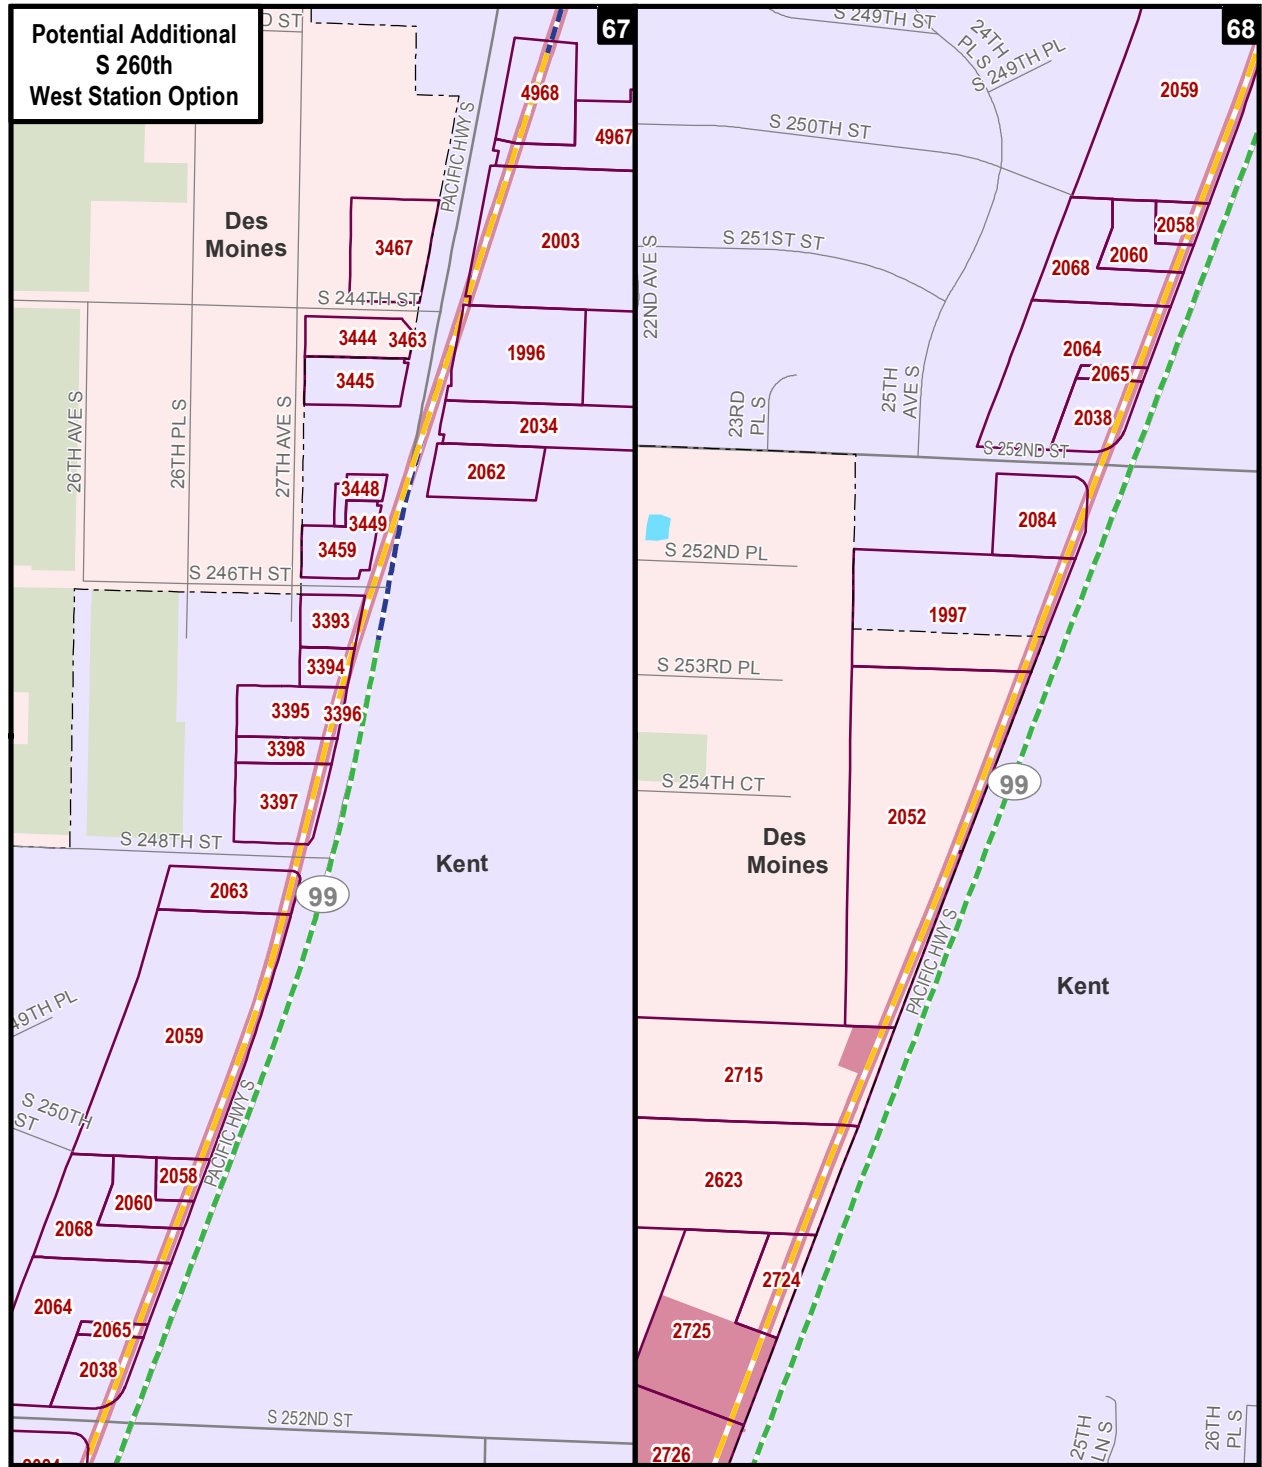 Potential Additional
S 260th
West Station Option
D ST
67
4968
4967
PACIFIC HWY S
Des
Moines
3467
2003
S 244TH ST
3444
3463
1996
3445
2034
26TH AVE S
26TH PL S
27TH AVE S
2062
3448
3449
3459
S 246TH ST
3393
3394
3395
3396
3398
3397
S 248TH ST
Kent
2063
99
49TH PL
2059
S 250TH
ST
PACIFIC HWY S
2058
2060
2068
2064
2065
2038
S 252ND ST
68
S 249TH ST
24TH
PL S
S 249TH PL
2059
S 250TH ST
S 251ST ST
22ND AVE S
2058
2060
2068
2064
2065
23RD
PL S
25TH
AVE S
2038
S 252ND ST
2084
S 252ND PL
1997
S 253RD PL
99
S 254TH CT
2052
Des
Moines
PACIFIC HWY S
Kent
2715
2623
2724
2725
2726
25TH
LN S
26TH
PL S